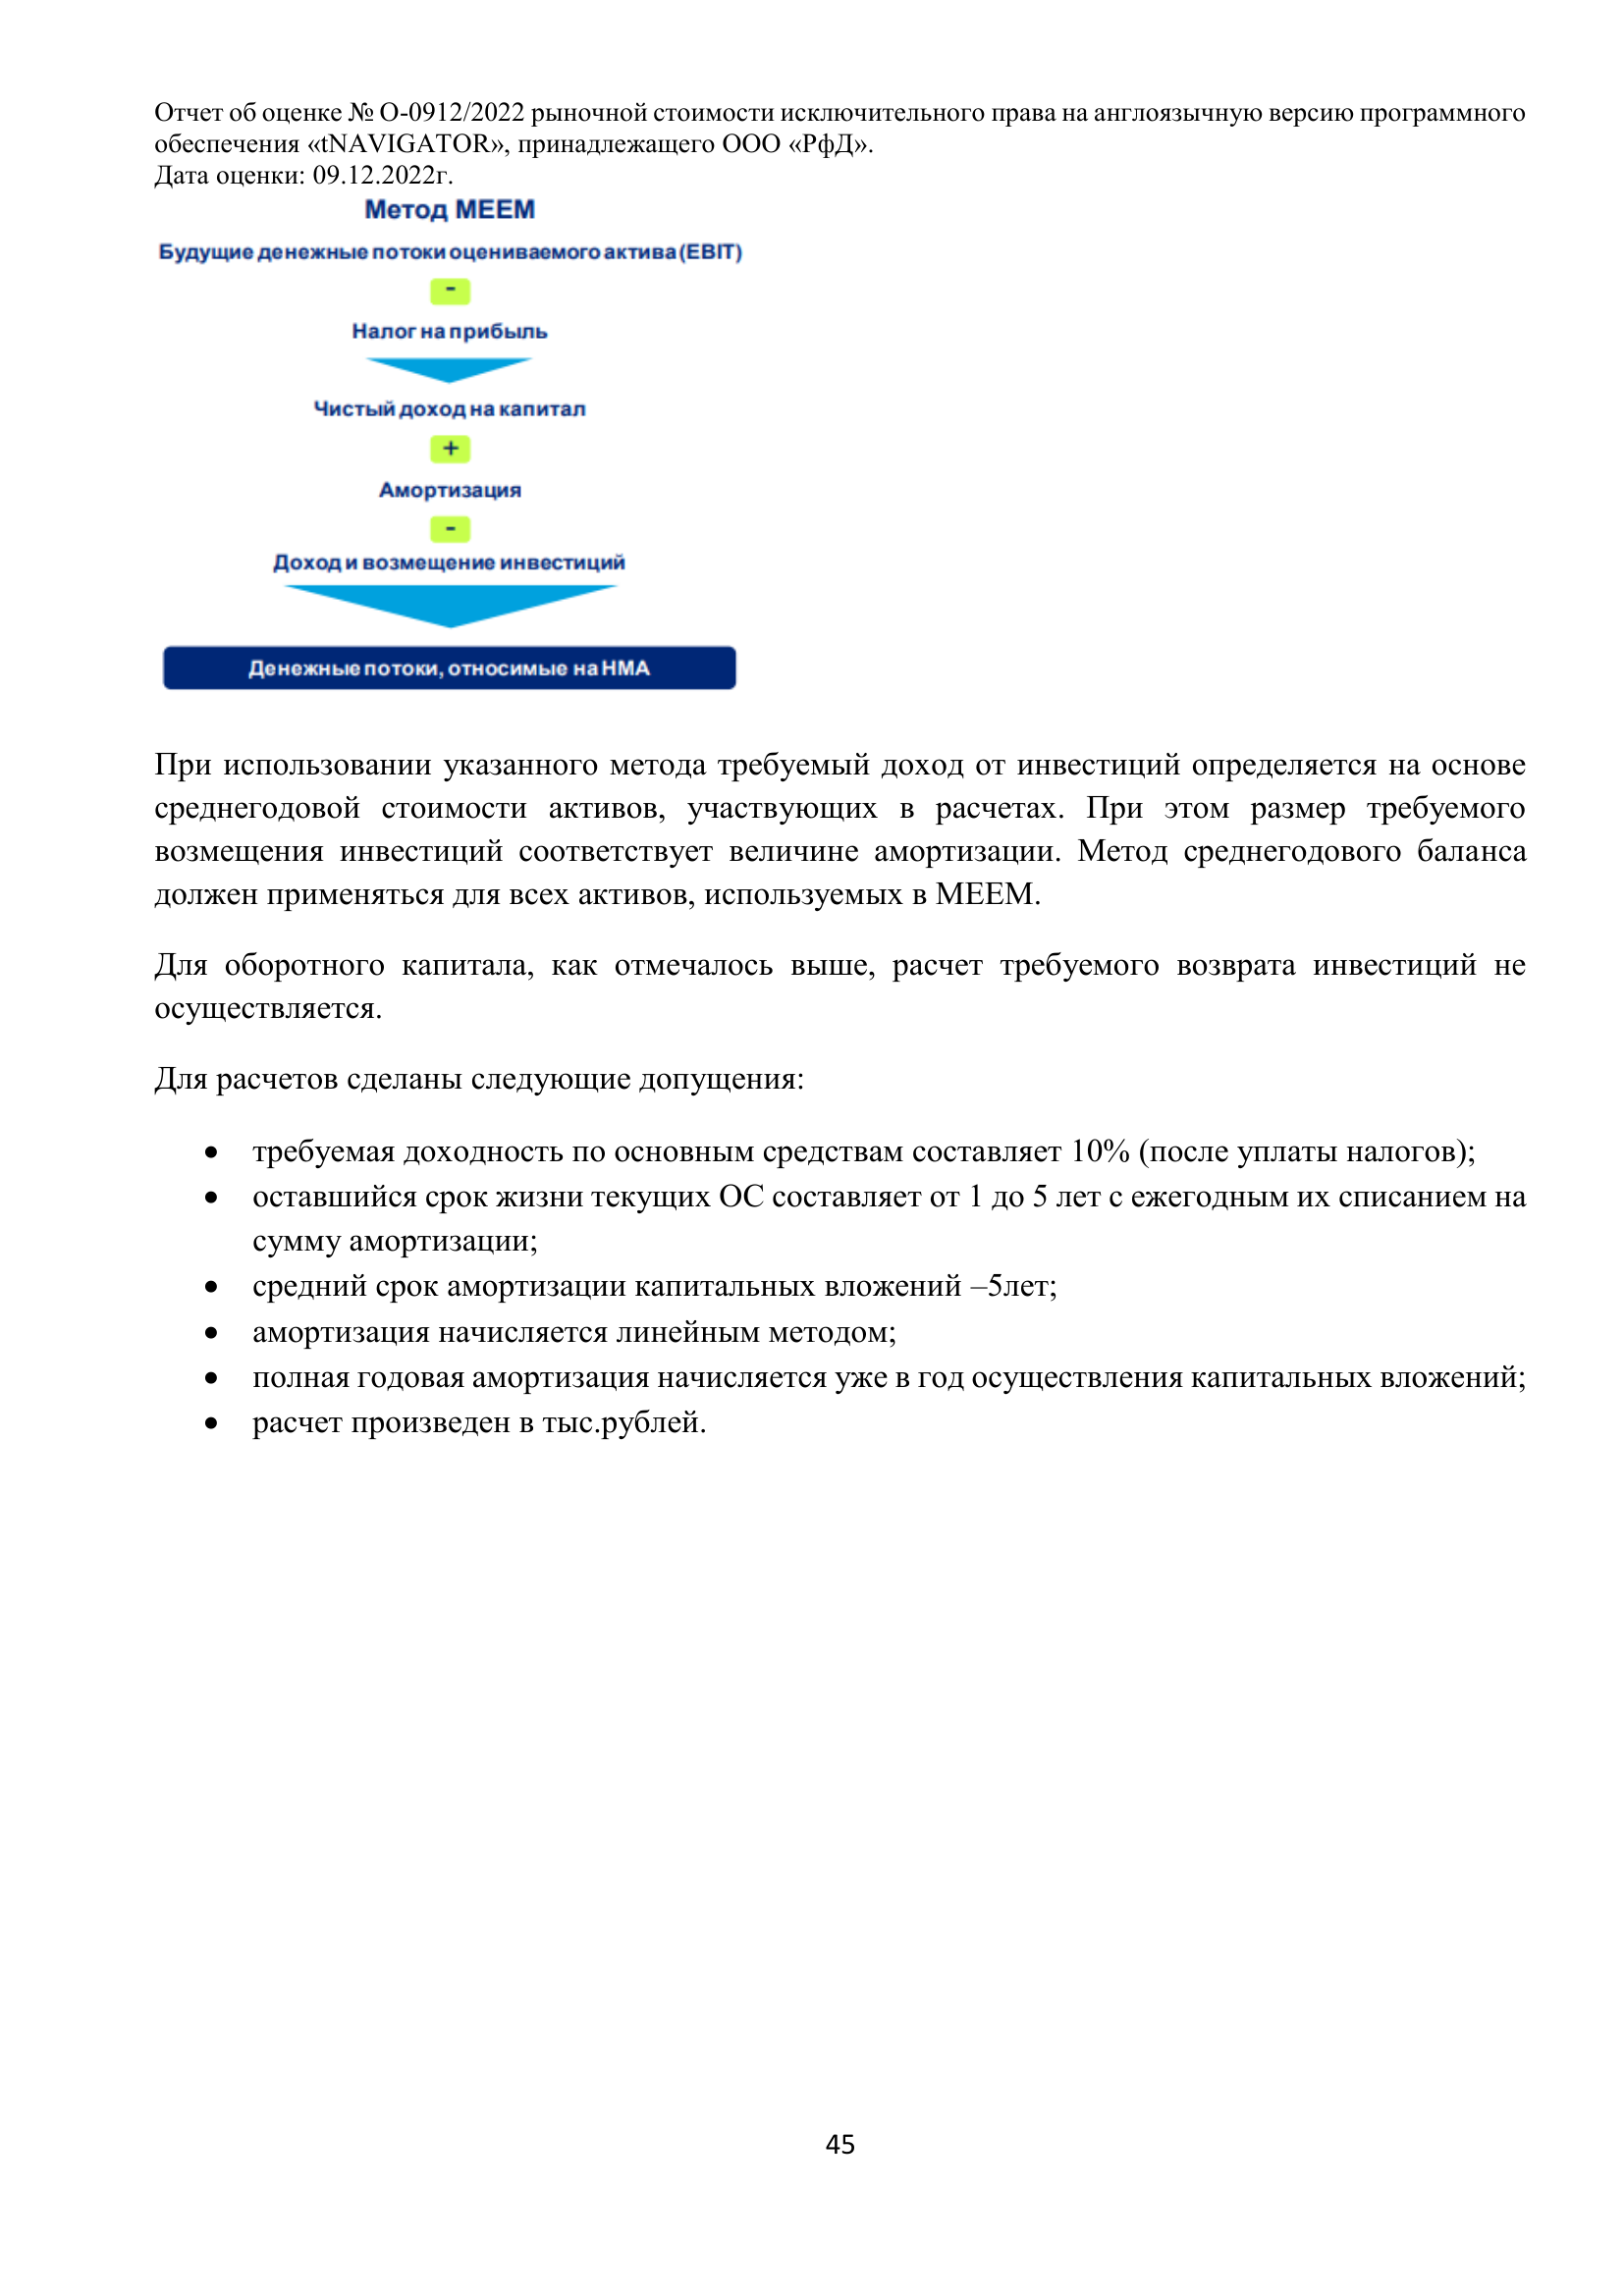 Отчет об оценке № О-0912/2022 рыночной стоимости исключительного права на англоязычную версию программного
обеспечения «tNAVIGATOR», принадлежащего ООО «РфД».
Дата оценки: 09.12.2022г.
Метод MEEM
Будущие денежные потоки оцениваемого актива (EBIT)
-
Налог на прибыль
Чистый доход на капитал
+
Амортизация
-
Доход и возмещение инвестиций
Денежные потоки, относимые на НМА
При использовании указанного метода требуемый доход от инвестиций определяется на основе
среднегодовой стоимости активов, участвующих в расчетах. При этом размер требуемого
возмещения инвестиций соответствует величине амортизации. Метод среднегодового баланса
должен применяться для всех активов, используемых в МЕЕМ.
Для оборотного капитала, как отмечалось выше, расчет требуемого возврата инвестиций не
осуществляется.
Для расчетов сделаны следующие допущения:
• требуемая доходность по основным средствам составляет 10% (после уплаты налогов);
• оставшийся срок жизни текущих ОС составляет от 1 до 5 лет с ежегодным их списанием на
сумму амортизации;
• средний срок амортизации капитальных вложений –5лет;
• амортизация начисляется линейным методом;
• полная годовая амортизация начисляется уже в год осуществления капитальных вложений;
• расчет произведен в тыс.рублей.
45